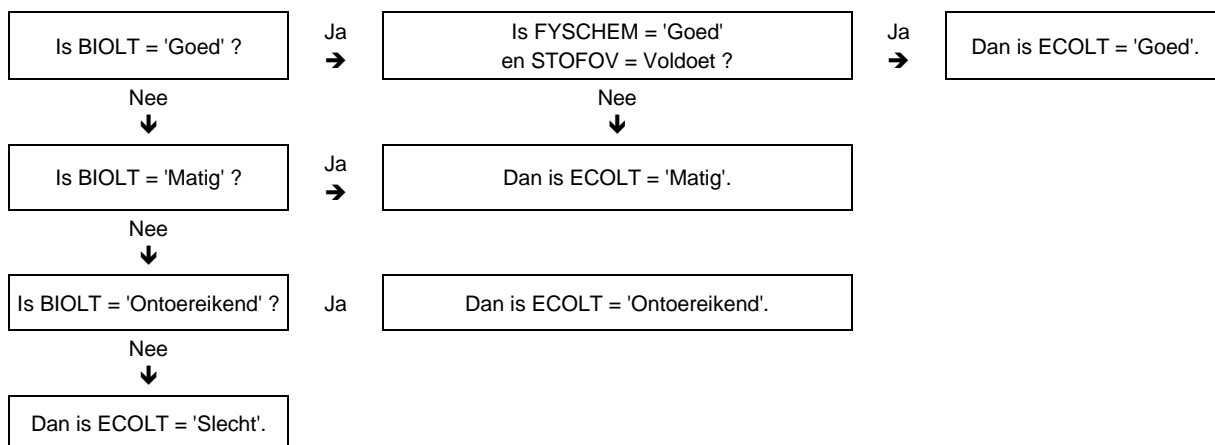 Is BIOLT = 'Goed' ?
Ja
➔
Is FYSCHEM = 'Goed'
en STOFOV = Voldoet ?
Ja
➔
Dan is ECOLT = 'Goed'.
Nee
Nee
Is BIOLT = 'Matig' ?
Ja
➔
Dan is ECOLT = 'Matig'.
Nee
Is BIOLT = 'Ontoereikend' ?
Ja
Dan is ECOLT = 'Ontoereikend'.
Nee
Dan is ECOLT = 'Slecht'.